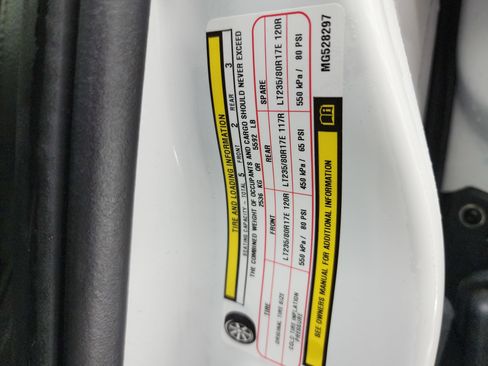 TIRE AND LOADING INFORMATION
SEATING CAPACITY - TOTAL 5 FRONT 2 REAR 3
THE COMBINED WEIGHT OF OCCUPANTS AND CARGO SHOULD NEVER EXCEED
2536 KG OR 5592 LB
TIRE FRONT REAR SPARE
ORIGINAL TIRE SIZE LT235/80R17E 120R LT235/80R17E 117R LT235/80R17E 120R
COLD TIRE INFLATION PRESSURE 550 kPa / 80 PSI 450 kPa / 65 PSI 550 kPa / 80 PSI
SEE OWNERS MANUAL FOR ADDITIONAL INFORMATION
MG528297